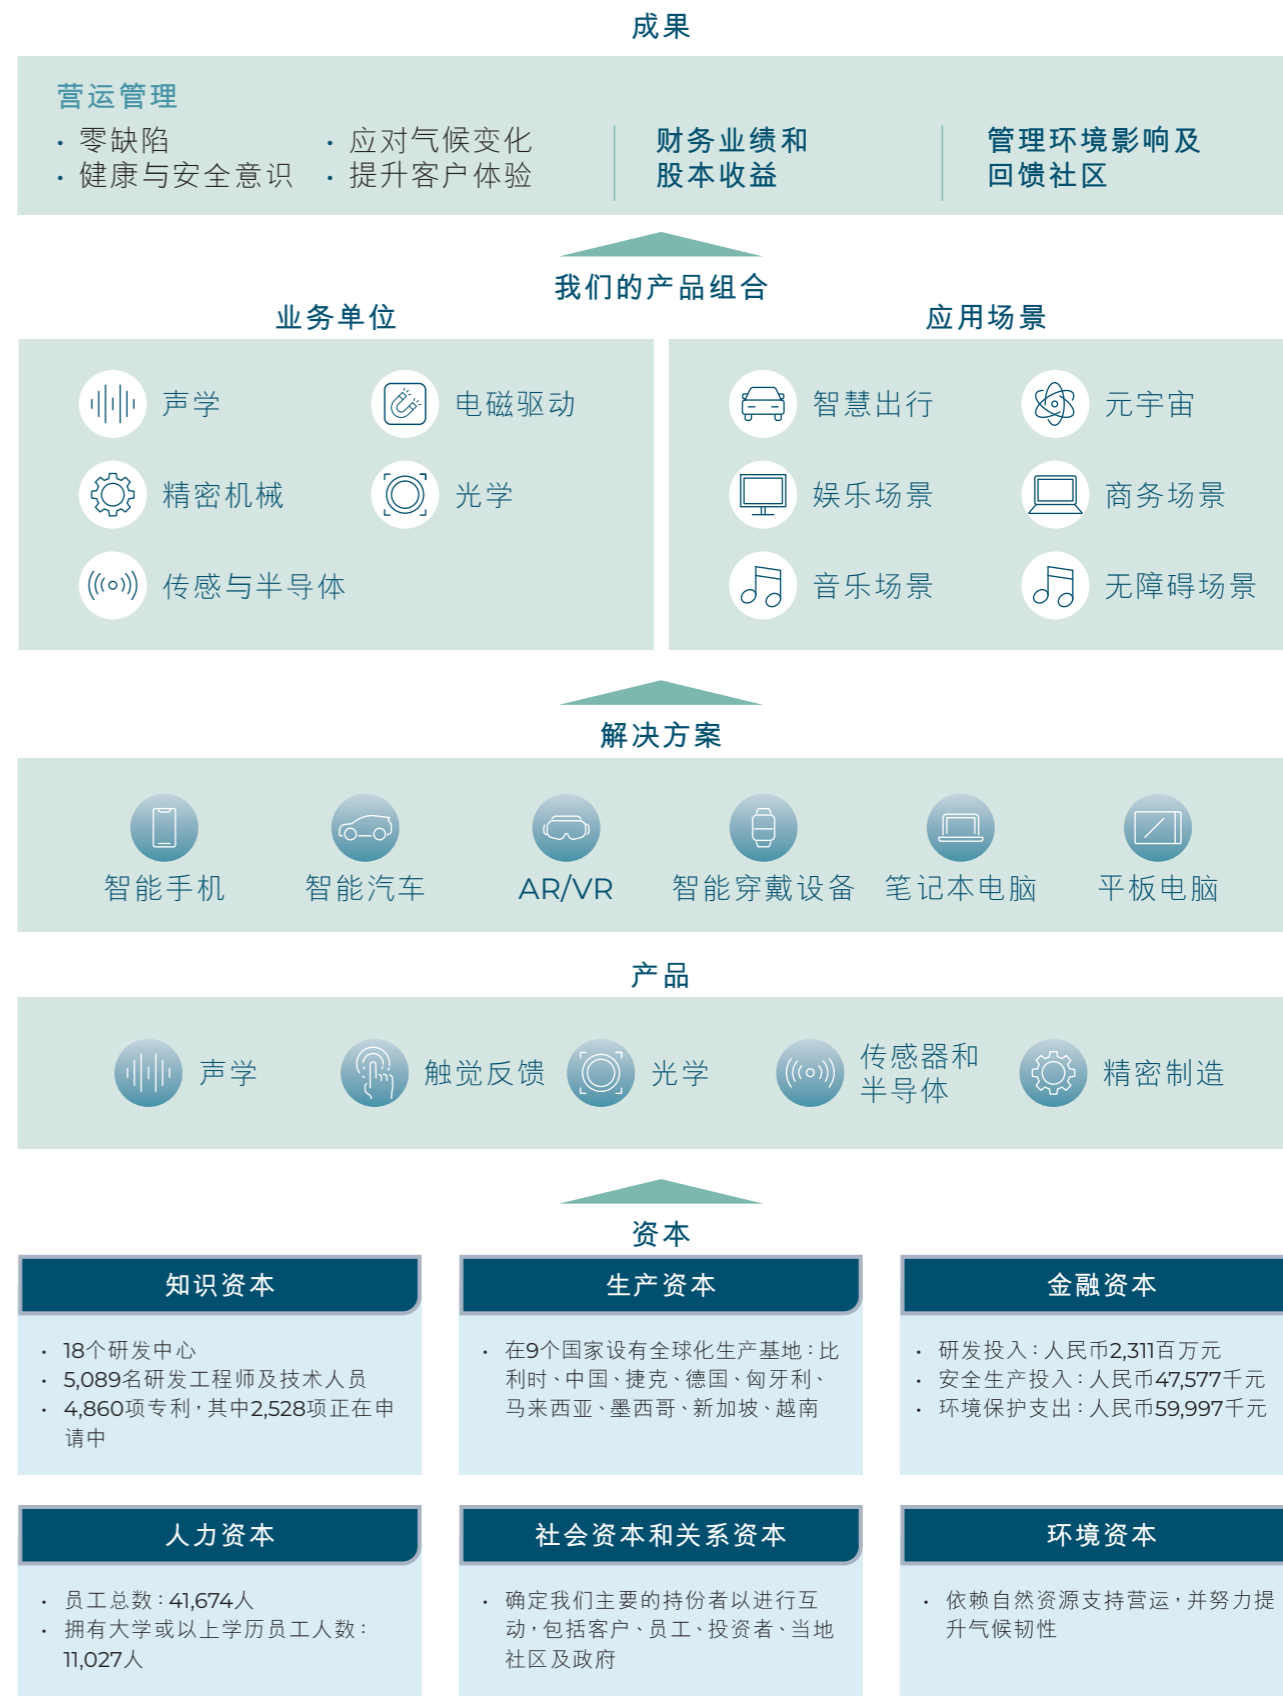 成果
营运管理
· 零缺陷
· 健康与安全意识
· 应对气候变化
· 提升客户体验
财务业绩和
股本收益
管理环境影响及
回馈社区
我们的产品组合
业务单位
声学
电磁驱动
精密机械
光学
传感与半导体
应用场景
智慧出行
元宇宙
娱乐场景
商务场景
音乐场景
无障碍场景
解决方案
智能手机
智能汽车
AR/VR
智能穿戴设备
笔记本电脑
平板电脑
产品
声学
触觉反馈
光学
传感器和
半导体
精密制造
资本
知识资本
· 18个研发中心
· 5,089名研发工程师及技术人员
· 4,860项专利，其中2,528项正在申
请中
生产资本
· 在9个国家设有全球化生产基地：比
利时、中国、捷克、德国、匈牙利、
马来西亚、墨西哥、新加坡、越南
金融资本
· 研发投入：人民币2,311百万元
· 安全生产投入：人民币47,577千元
· 环境保护支出：人民币59,997千元
人力资本
· 员工总数：41,674人
· 拥有大学或以上学历员工人数：
11,027人
社会资本和关系资本
· 确定我们主要的持份者以进行互
动，包括客户、员工、投资者、当地
社区及政府
环境资本
· 依赖自然资源支持营运，并努力提
升气候韧性